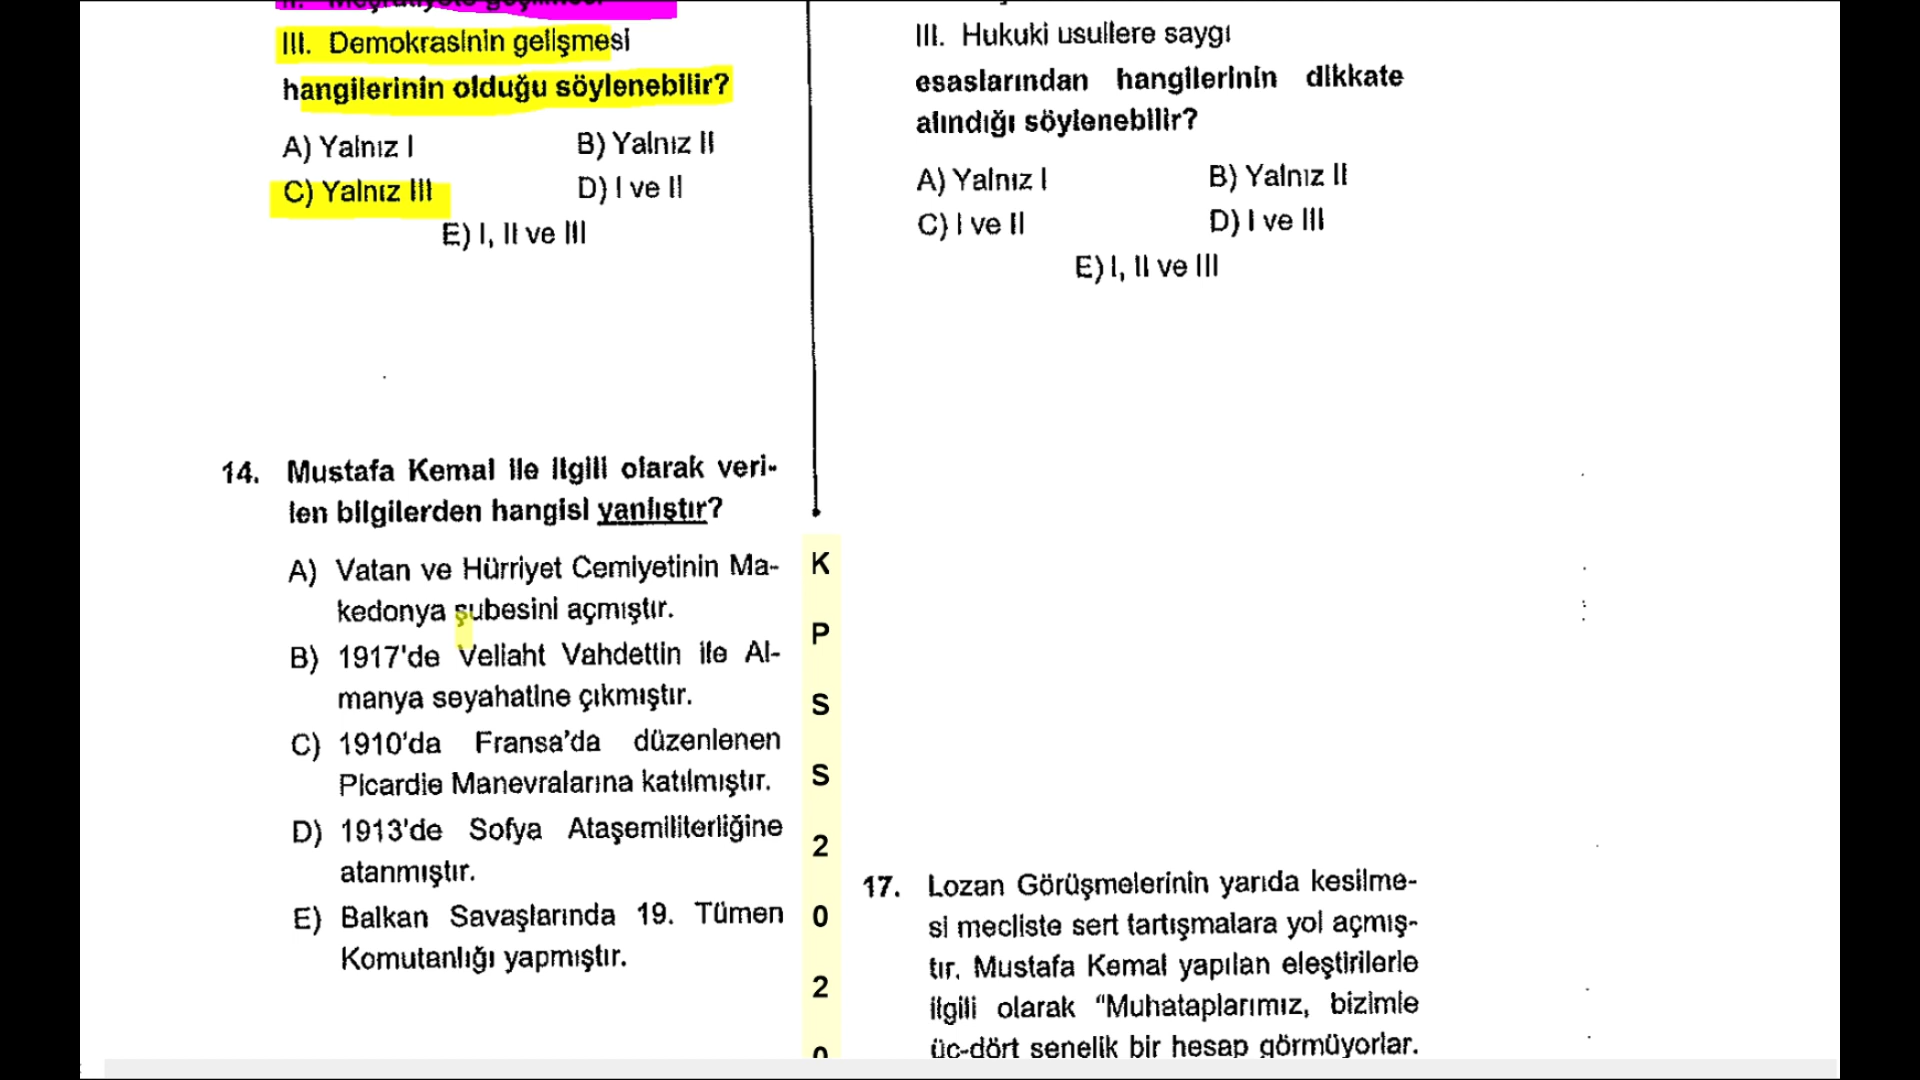 II. Meşrutiyete geçilmesi
III. Demokrasinin gelişmesi
hangilerinin olduğu söylenebilir?
A) Yalnız I
B) Yalnız II
C) Yalnız III
D) I ve II
E) I, II ve III
14. Mustafa Kemal ile ilgili olarak veri-
len bilgilerden hangisi yanlıştır?
A) Vatan ve Hürriyet Cemiyetinin Ma-
kedonya şubesini açmıştır.
B) 1917'de Veliaht Vahdettin ile Al-
manya seyahatine çıkmıştır.
C) 1910'da Fransa'da düzenlenen
Picardie Manevralarına katılmıştır.
D) 1913'de Sofya Ataşemiliterliğine
atanmıştır.
E) Balkan Savaşlarında 19. Tümen
Komutanlığı yapmıştır.
K
P
S
S
2
0
2
0
III. Hukuki usullere saygı
esaslarından hangilerinin dikkate
alındığı söylenebilir?
A) Yalnız I
B) Yalnız II
C) I ve II
D) I ve III
E) I, II ve III
17. Lozan Görüşmelerinin yarıda kesilme-
si mecliste sert tartışmalara yol açmış-
tır. Mustafa Kemal yapılan eleştirilerle
ilgili olarak “Muhataplarımız, bizimle
üç-dört senelik bir hesap görmüyorlar.